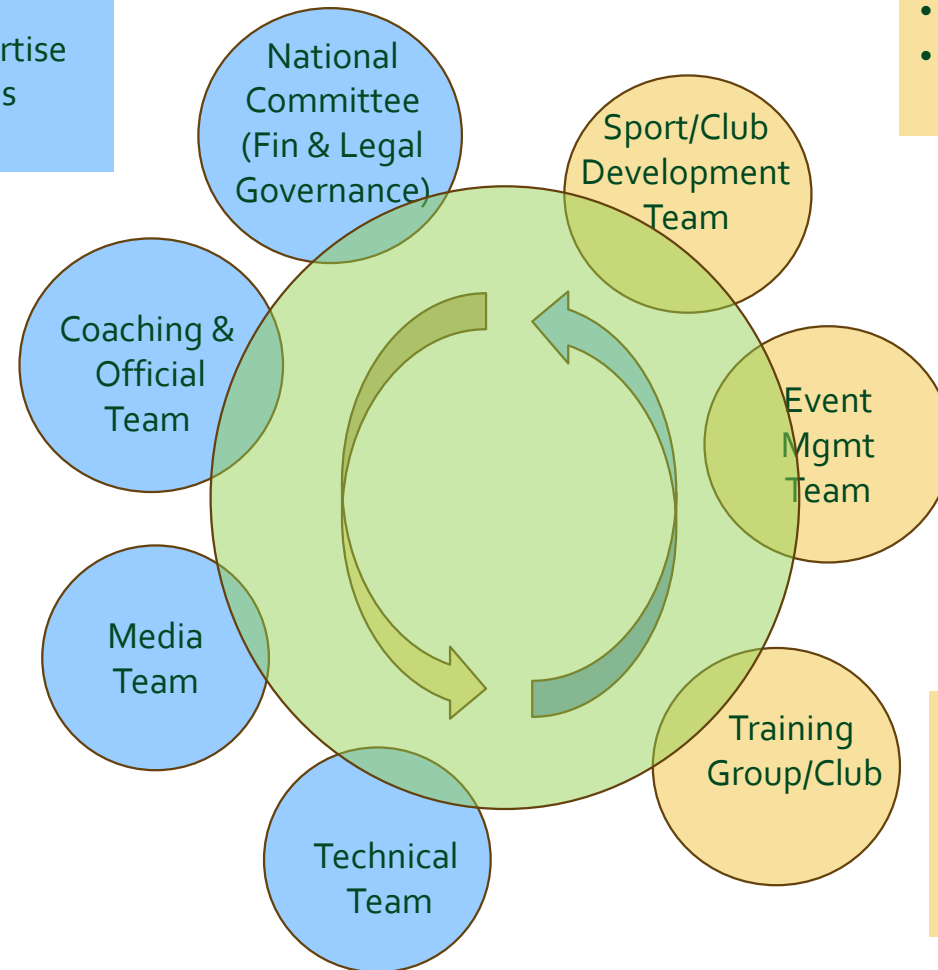 rtise
s
•
•
National
Committee
(Fin & Legal
Governance)
Sport/Club
Development
Team
Coaching &
Official
Team
Event
Mgmt
Team
Media
Team
Training
Group/Club
Technical
Team